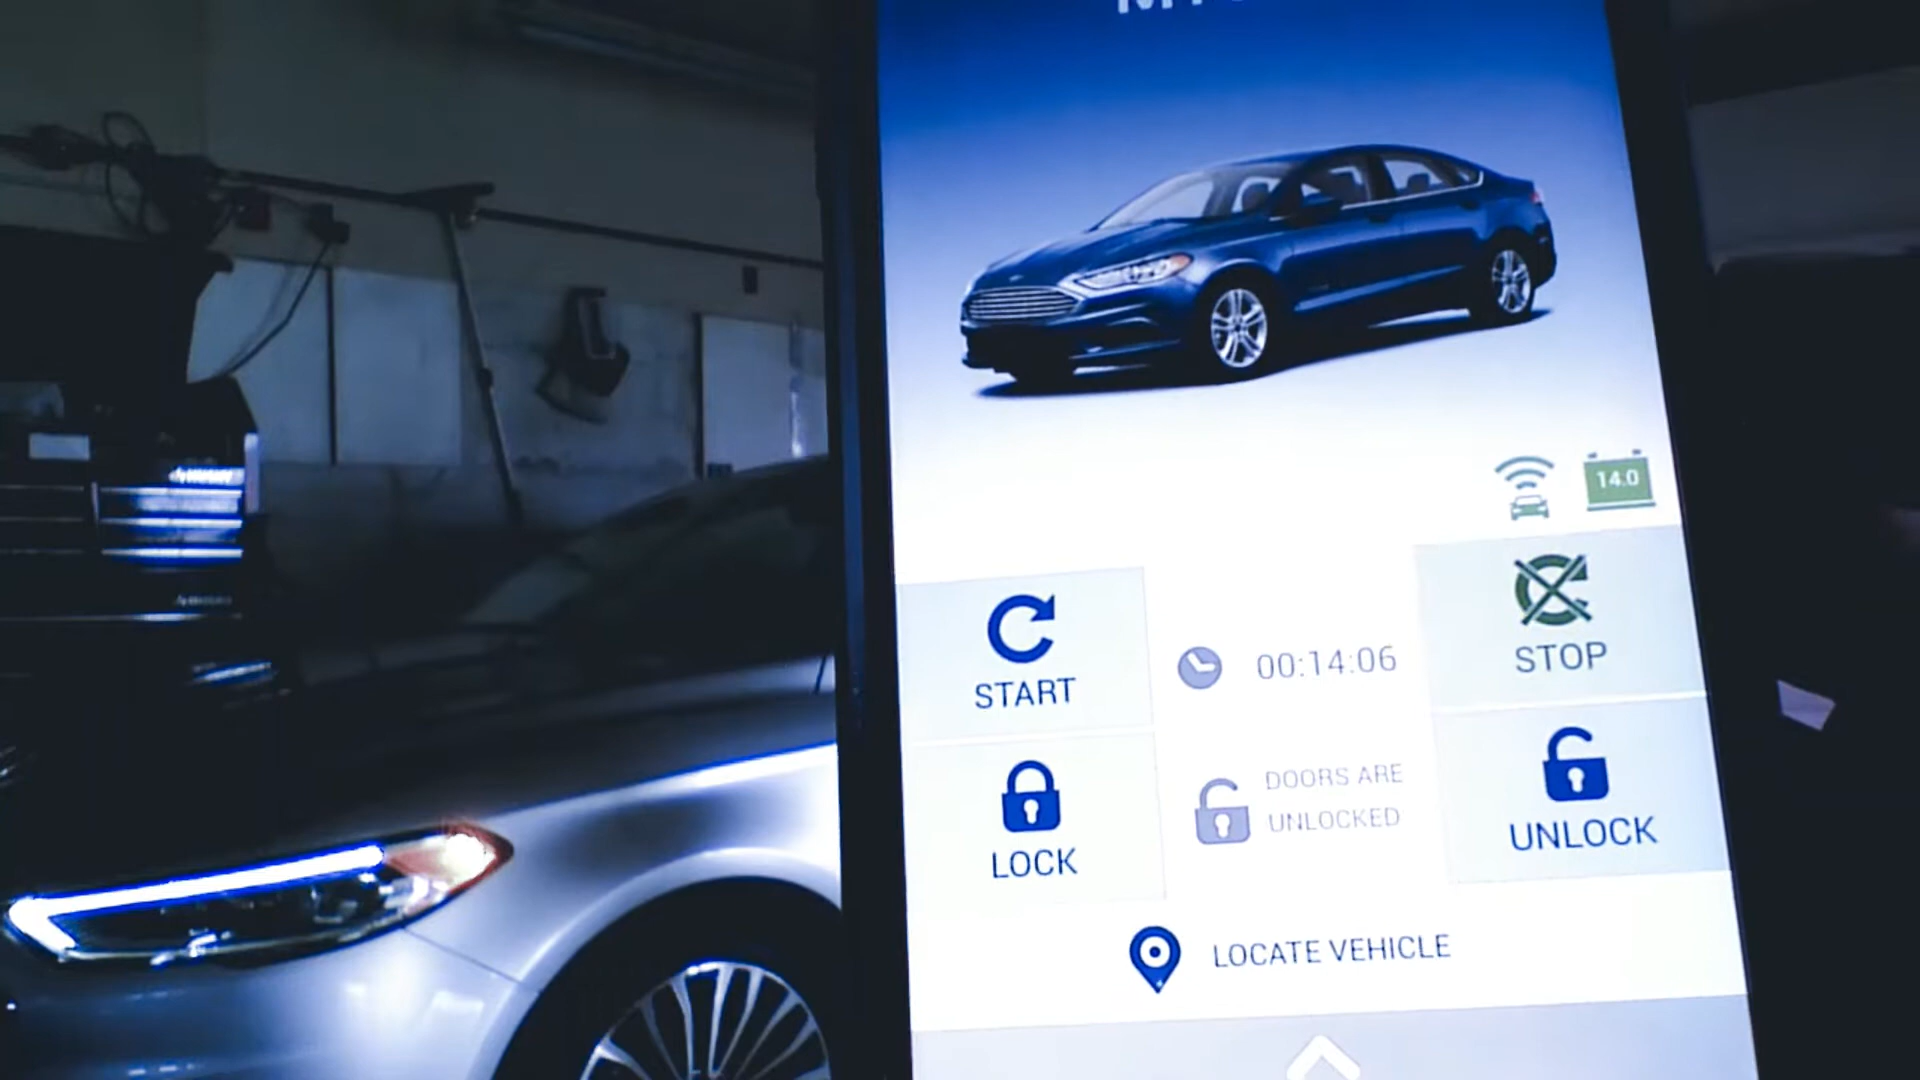 14.0
START
00:14:06
STOP
LOCK
DOORS ARE
UNLOCKED
UNLOCK
LOCATE VEHICLE